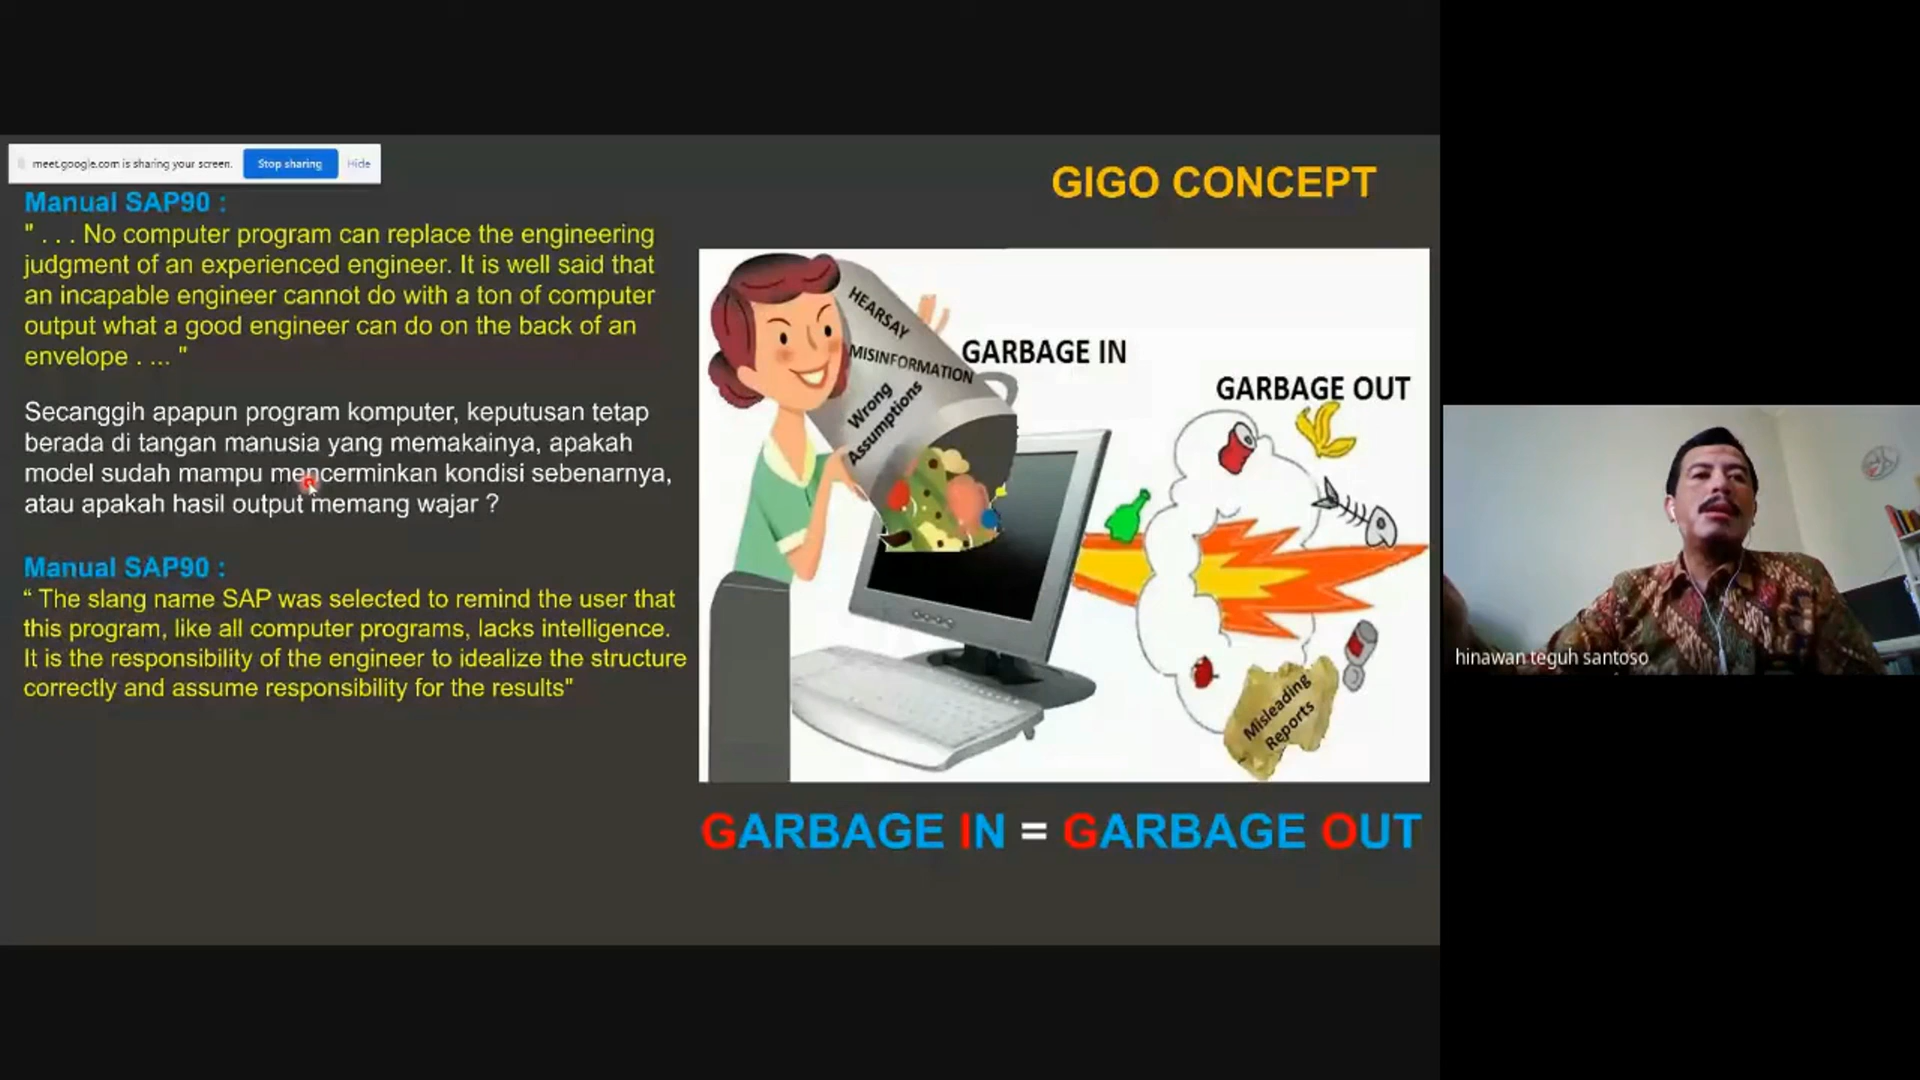 meet.google.com is sharing your screen.
Stop sharing
Hide
GIGO CONCEPT
Manual SAP90 :
" . . . No computer program can replace the engineering
judgment of an experienced engineer. It is well said that
an incapable engineer cannot do with a ton of computer
output what a good engineer can do on the back of an
envelope . ... "
Secanggih apapun program komputer, keputusan tetap
berada di tangan manusia yang memakainya, apakah
model sudah mampu mencerminkan kondisi sebenarnya,
atau apakah hasil output memang wajar ?
Manual SAP90 :
“ The slang name SAP was selected to remind the user that
this program, like all computer programs, lacks intelligence.
It is the responsibility of the engineer to idealize the structure
correctly and assume responsibility for the results"
HEARSAY
MISINFORMATION
Wrong
Assumptions
GARBAGE IN
GARBAGE OUT
Misleading
Reports
GARBAGE IN = GARBAGE OUT
hinawan teguh santoso